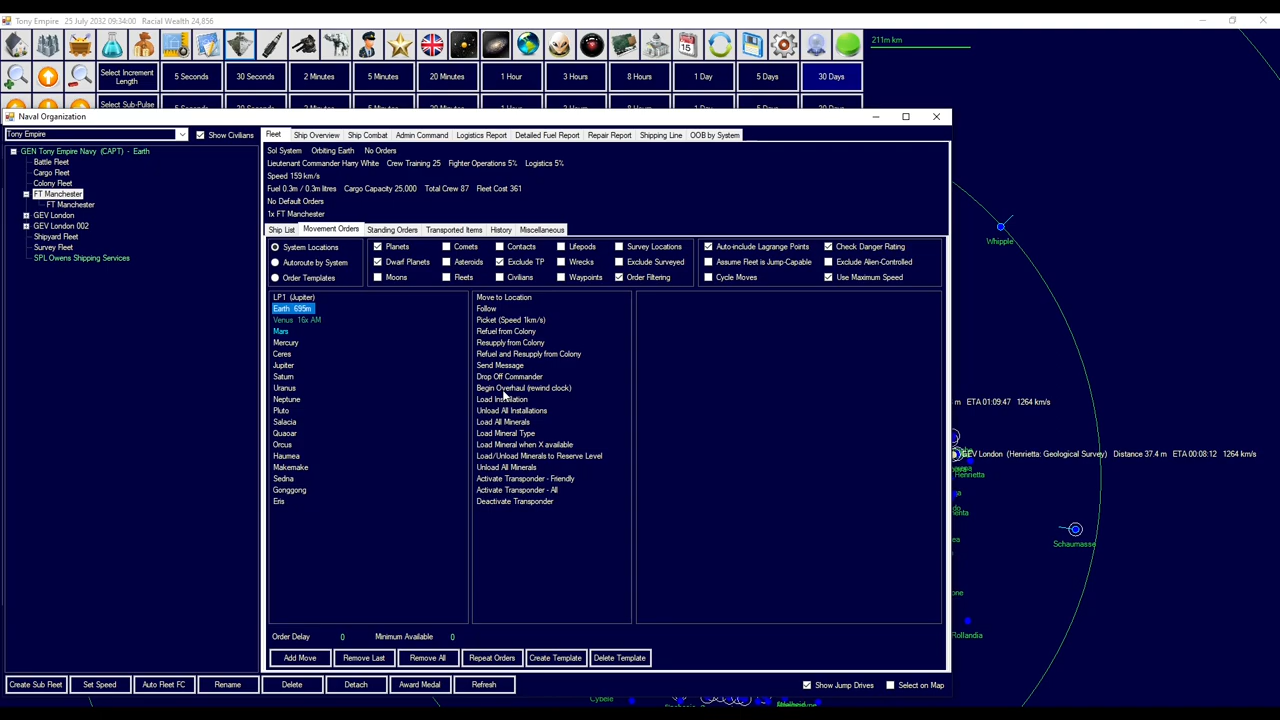 Tony Empire 25 July 2032 09:34:00 Racial Wealth 24,856
211m km
Select Increment Length
5 Seconds
30 Seconds
2 Minutes
5 Minutes
20 Minutes
1 Hour
3 Hours
8 Hours
1 Day
5 Days
30 Days
Select Sub-Pulse
Naval Organization
Tony Empire
Show Civilians
Fleet
Ship Overview
Ship Combat
Admin Command
Logistics Report
Detailed Fuel Report
Repair Report
Shipping Line
OOB by System
GEN Tony Empire Navy (CAPT) - Earth
Battle Fleet
Cargo Fleet
Colony Fleet
FT Manchester
FT Manchester
GEV London
GEV London 002
Shipyard Fleet
Survey Fleet
SPL Owens Shipping Services
Sol System Orbiting Earth No Orders
Lieutenant Commander Harry White Crew Training 25 Fighter Operations 5% Logistics 5%
Speed 159 km/s
Fuel 0.3m / 0.3m litres Cargo Capacity 25,000 Total Crew 87 Fleet Cost 361
No Default Orders
1x FT Manchester
Ship List
Movement Orders
Standing Orders
Transported Items
History
Miscellaneous
System Locations
Autoroute by System
Order Templates
Planets
Comets
Contacts
Lifepods
Survey Locations
Dwarf Planets
Asteroids
Exclude TP
Wrecks
Exclude Surveyed
Moons
Fleets
Civilians
Waypoints
Order Filtering
Auto-include Lagrange Points
Check Danger Rating
Assume Fleet is Jump-Capable
Exclude Alien-Controlled
Cycle Moves
Use Maximum Speed
LP1 (Jupiter)
Earth 695m
Venus 16x AM
Mars
Mercury
Ceres
Jupiter
Saturn
Uranus
Neptune
Pluto
Salacia
Quaoar
Orcus
Haumea
Makemake
Sedna
Gonggong
Eris
Move to Location
Follow
Picket (Speed 1km/s)
Refuel from Colony
Resupply from Colony
Refuel and Resupply from Colony
Send Message
Drop Off Commander
Begin Overhaul (rewind clock)
Load Installation
Unload All Installations
Load All Minerals
Load Mineral Type
Load Mineral when X available
Load/Unload Minerals to Reserve Level
Unload All Minerals
Activate Transponder - Friendly
Activate Transponder - All
Deactivate Transponder
Order Delay 0 Minimum Available 0
Add Move
Remove Last
Remove All
Repeat Orders
Create Template
Delete Template
Create Sub Fleet
Set Speed
Auto Fleet FC
Rename
Delete
Detach
Award Medal
Refresh
Show Jump Drives
Select on Map
Whipple
m ETA 01:09:47 1264 km/s
GEV London (Henrietta: Geological Survey) Distance 37.4 m ETA 00:08:12 1264 km/s
Henrietta
Schaumasse
Rollandia
Cybele